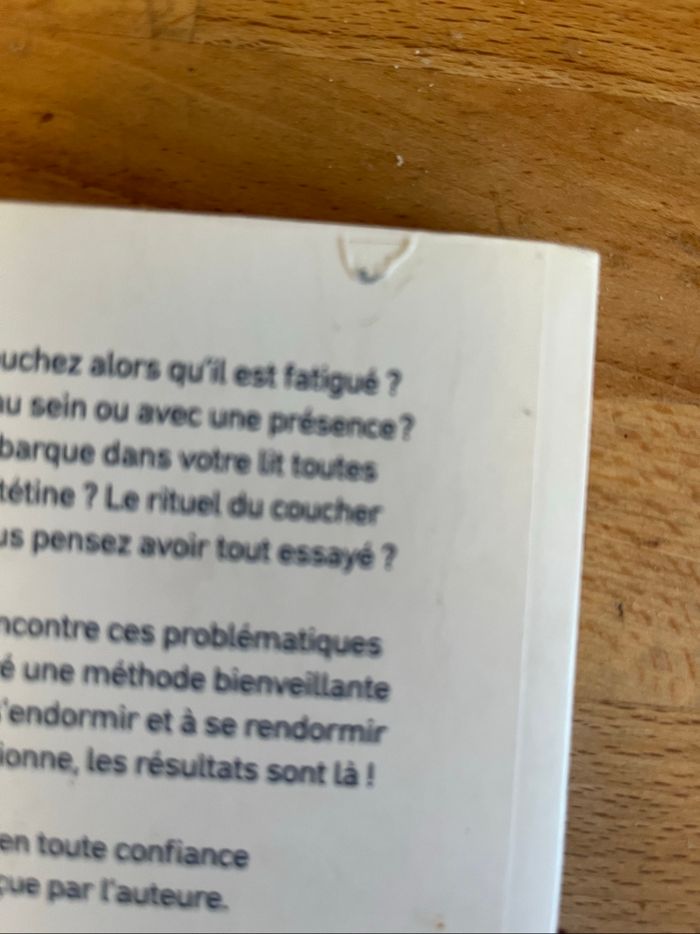 uchez alors qu'il est fatigué ?
au sein ou avec une présence ?
barque dans votre lit toutes
tétine ? Le rituel du coucher
us pensez avoir tout essayé ?
ncontre ces problématiques
é une méthode bienveillante
s'endormir et à se rendormir
ionne, les résultats sont là !
en toute confiance
çue par l'auteure.